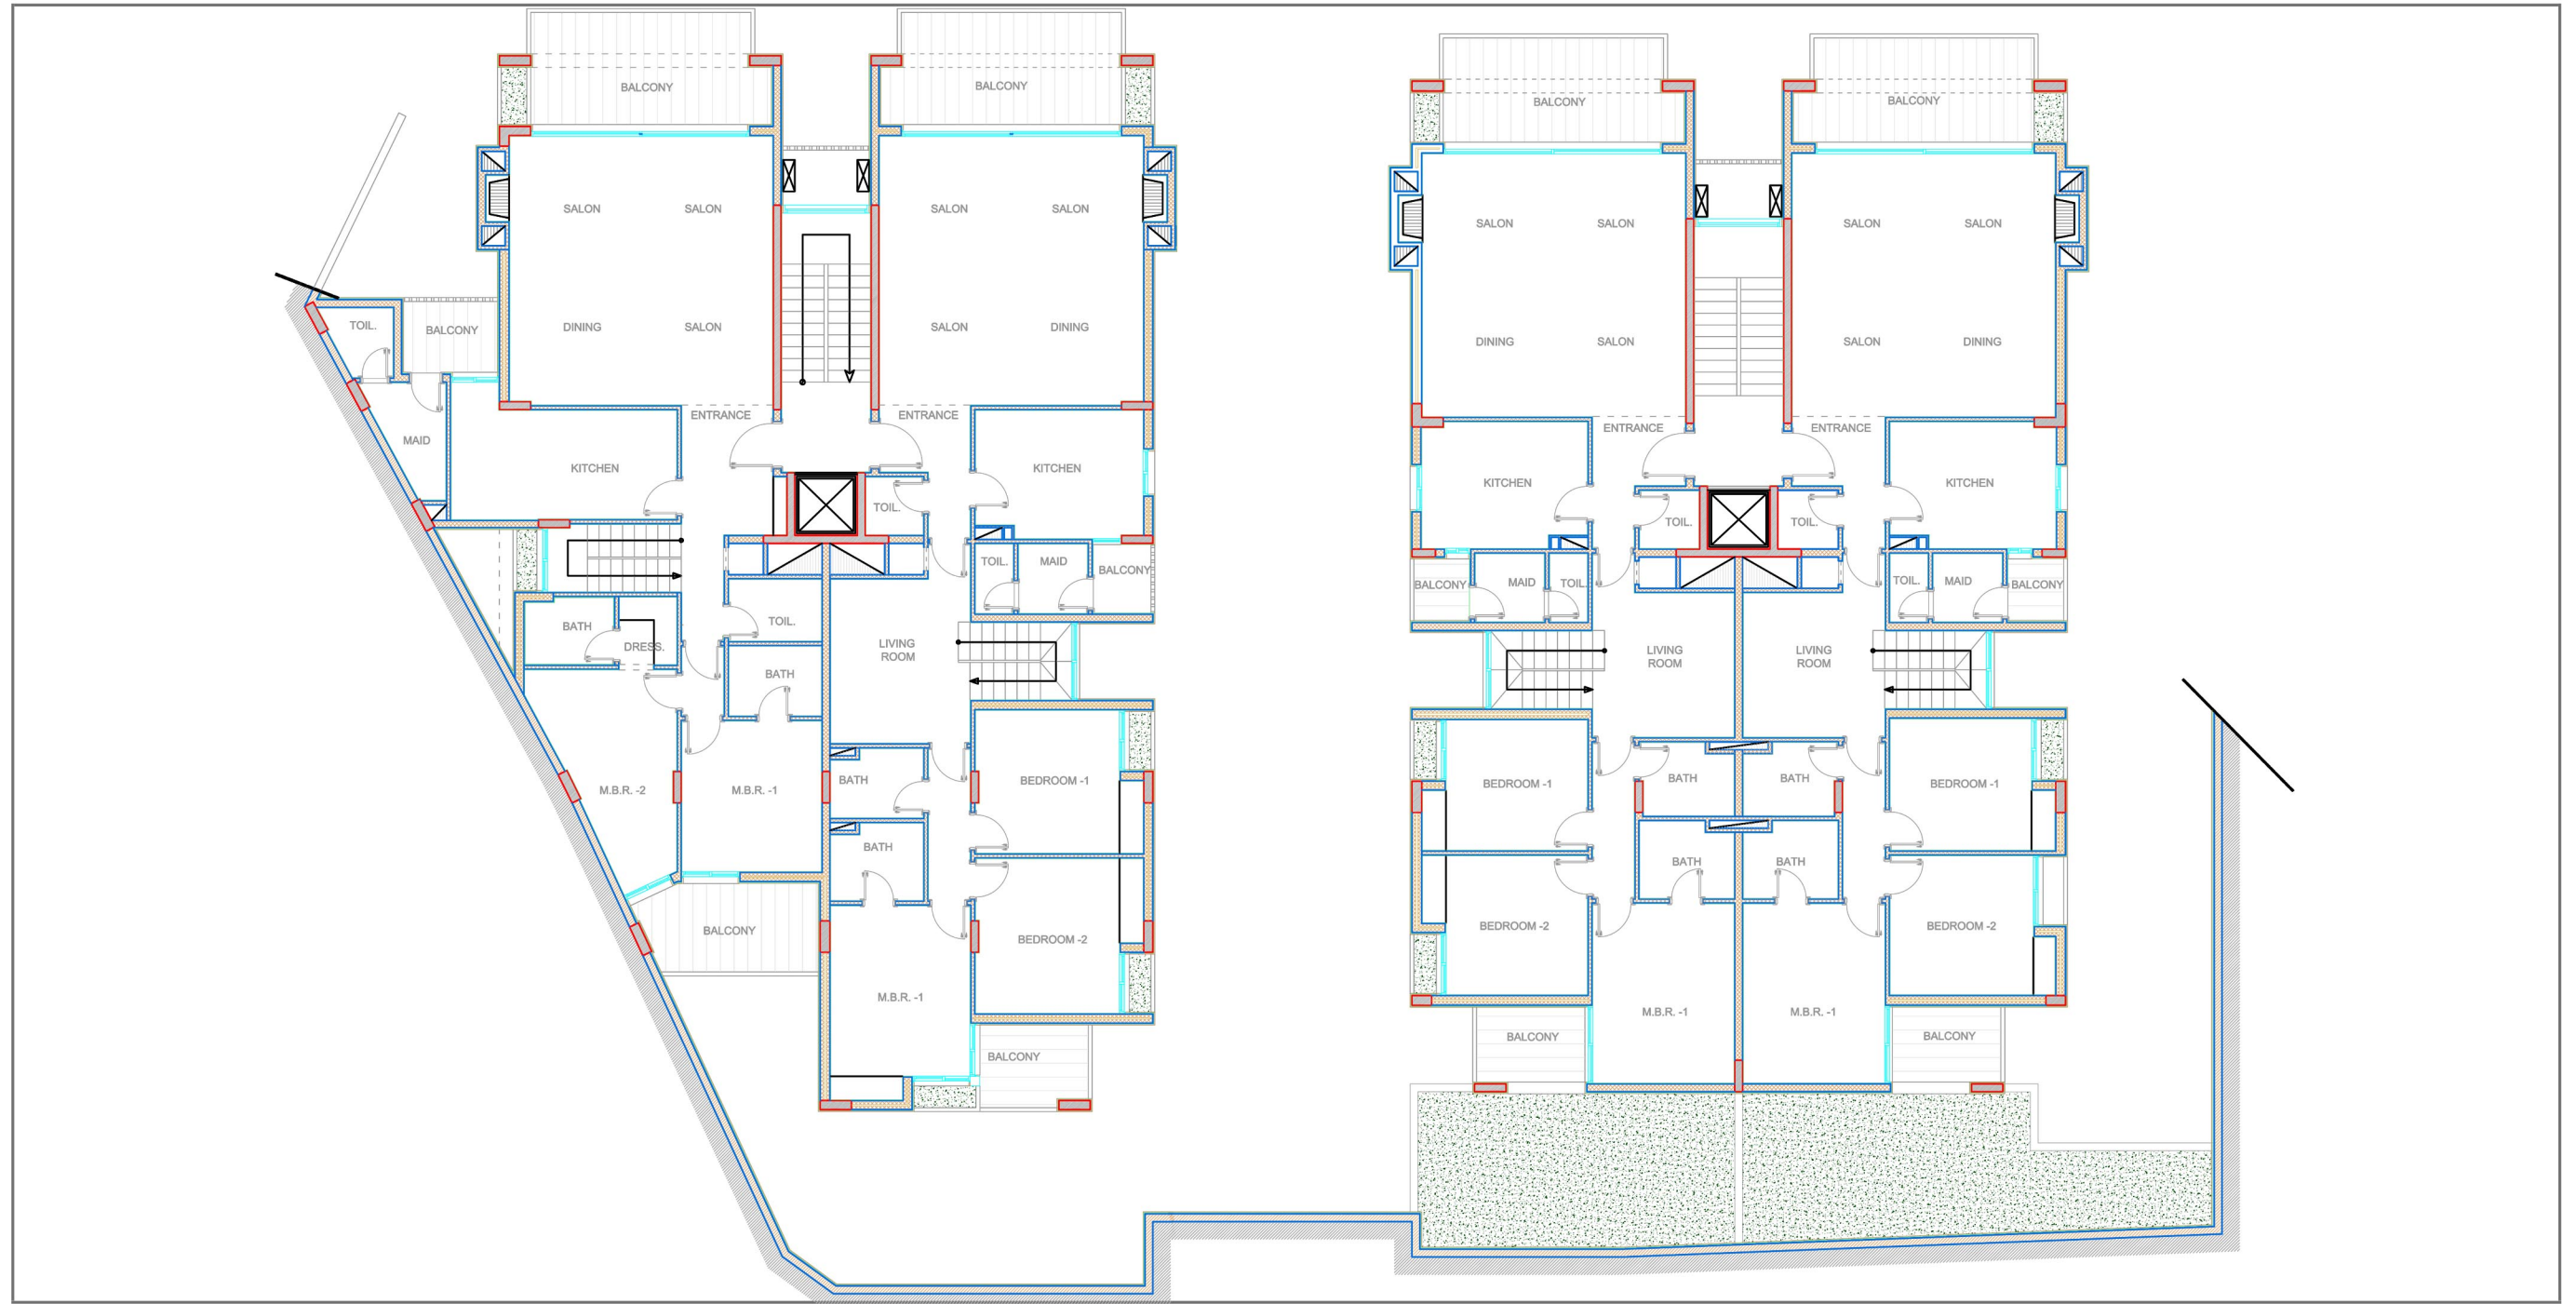 BALCONY
BALCONY
BALCONY
BALCONY
SALON
SALON
SALON
SALON
SALON
SALON
SALON
SALON
TOIL.
BALCONY
DINING
SALON
SALON
DINING
DINING
SALON
SALON
DINING
ENTRANCE
ENTRANCE
ENTRANCE
ENTRANCE
MAID
KITCHEN
KITCHEN
KITCHEN
KITCHEN
TOIL.
TOIL.
TOIL.
TOIL.
MAID
BALCONY
BALCONY
MAID
TOIL.
TOIL.
MAID
BALCONY
BATH
DRESS.
TOIL.
LIVING
ROOM
LIVING
ROOM
LIVING
ROOM
BATH
M.B.R. -2
M.B.R. -1
BATH
BEDROOM -1
BEDROOM -1
BATH
BATH
BEDROOM -1
BATH
BATH
BATH
BALCONY
BEDROOM -2
BEDROOM -2
BEDROOM -2
M.B.R. -1
M.B.R. -1
M.B.R. -1
BALCONY
BALCONY
BALCONY